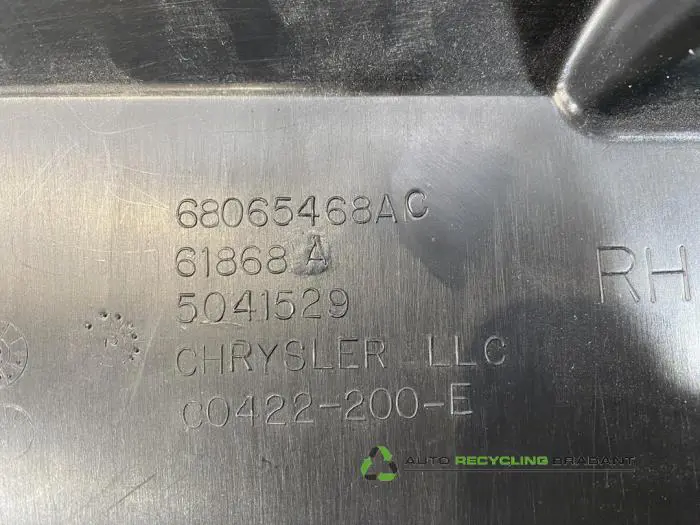 68065468AC
61868 A
RH
5041529
CHRYSLER LLC
C0422-200-E
AUTO RECYCLING BRABANT